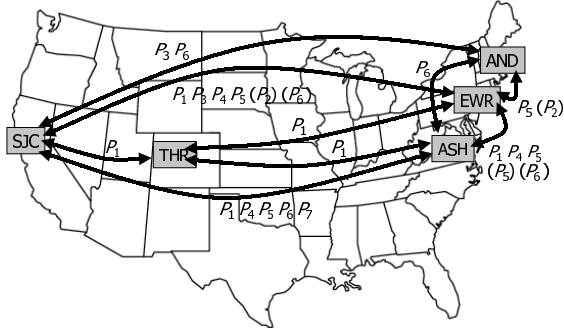 P3 P6
AND
P6
P1 P3 P4 P5 (P2) (P6)
EWR
P5 (P2)
P1
SJC
P1
THR
P1
ASH
P1 P4 P5
(P5) (P6)
P1 P4 P5 P6 P7